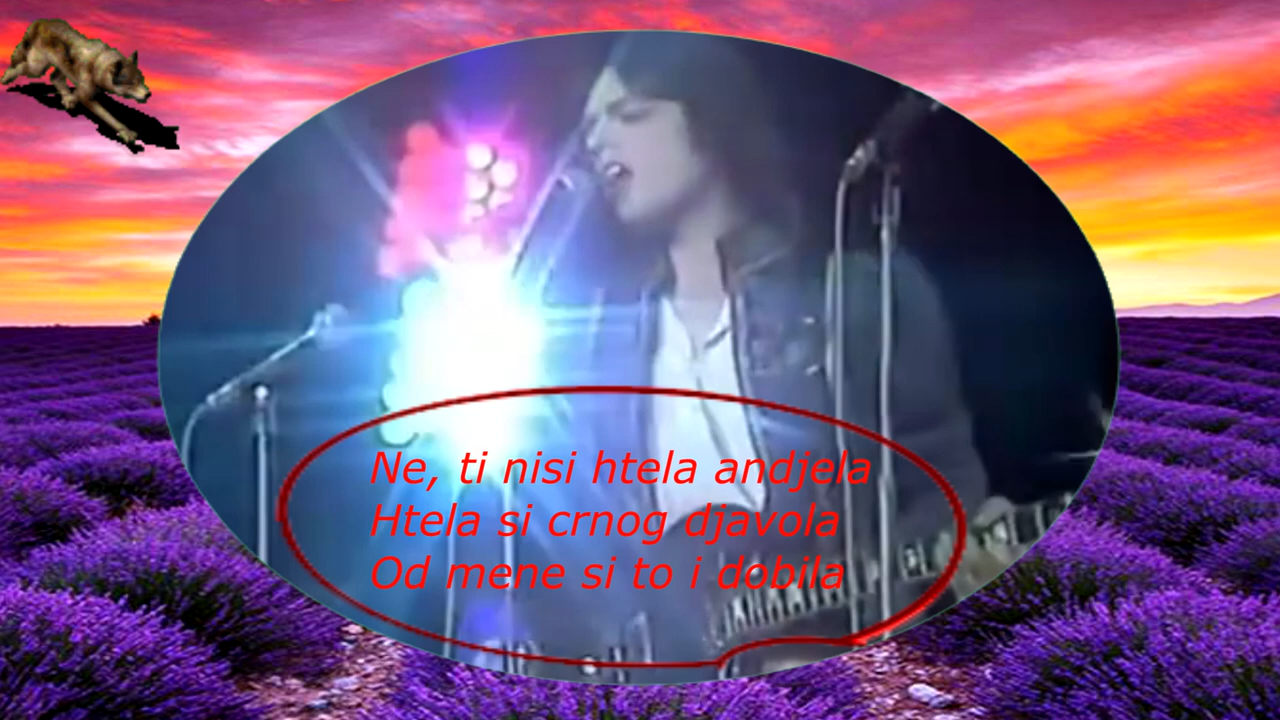 Ne, ti nisi htela andjela
Htela si crnog djavola
Od mene si to i dobila